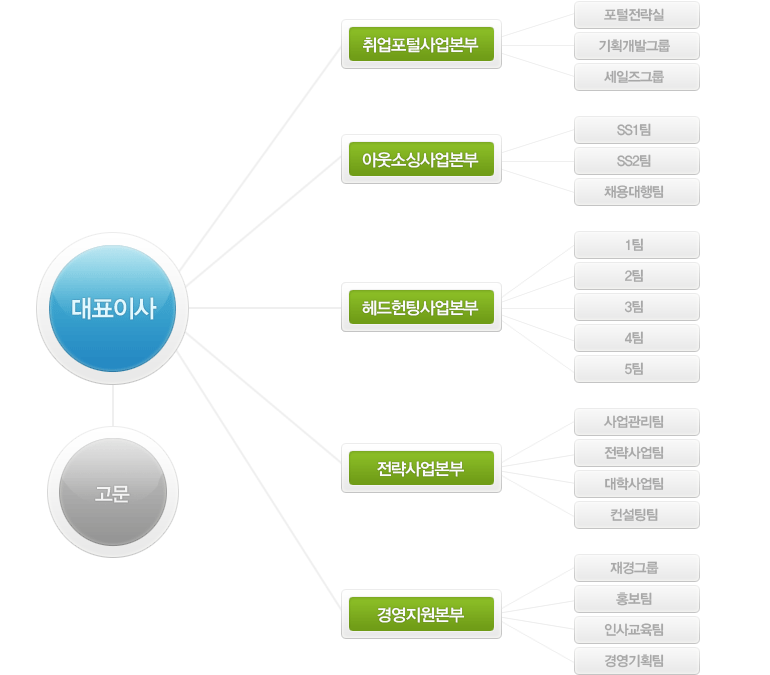 대표이사
고문
취업포털사업본부
포털전략실
기획개발그룹
세일즈그룹
아웃소싱사업본부
SS1팀
SS2팀
채용대행팀
헤드헌팅사업본부
1팀
2팀
3팀
4팀
5팀
전략사업본부
사업관리팀
전략사업팀
대학사업팀
컨설팅팀
경영지원본부
재경그룹
홍보팀
인사교육팀
경영기획팀